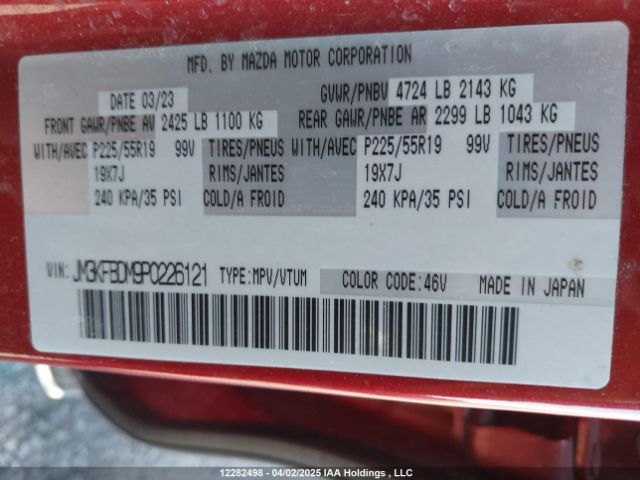 MFD. BY MAZDA MOTOR CORPORATION
DATE 03/23 GVWR/PNBV 4724 LB 2143 KG
FRONT GAWR/PNBE AV 2425 LB 1100 KG REAR GAWR/PNBE AR 2299 LB 1043 KG
WITH/AVEC P225/55R19 99V TIRES/PNEUS WITH/AVEC P225/55R19 99V TIRES/PNEUS
19X7J RIMS/JANTES 19X7J RIMS/JANTES
240 KPA/35 PSI COLD/A FROID 240 KPA/35 PSI COLD/A FROID
VIN: JM3KFBDM9P0226121 TYPE:MPV/VTUM COLOR CODE:46V MADE IN JAPAN
12282498 - 04/02/2025 IAA Holdings , LLC